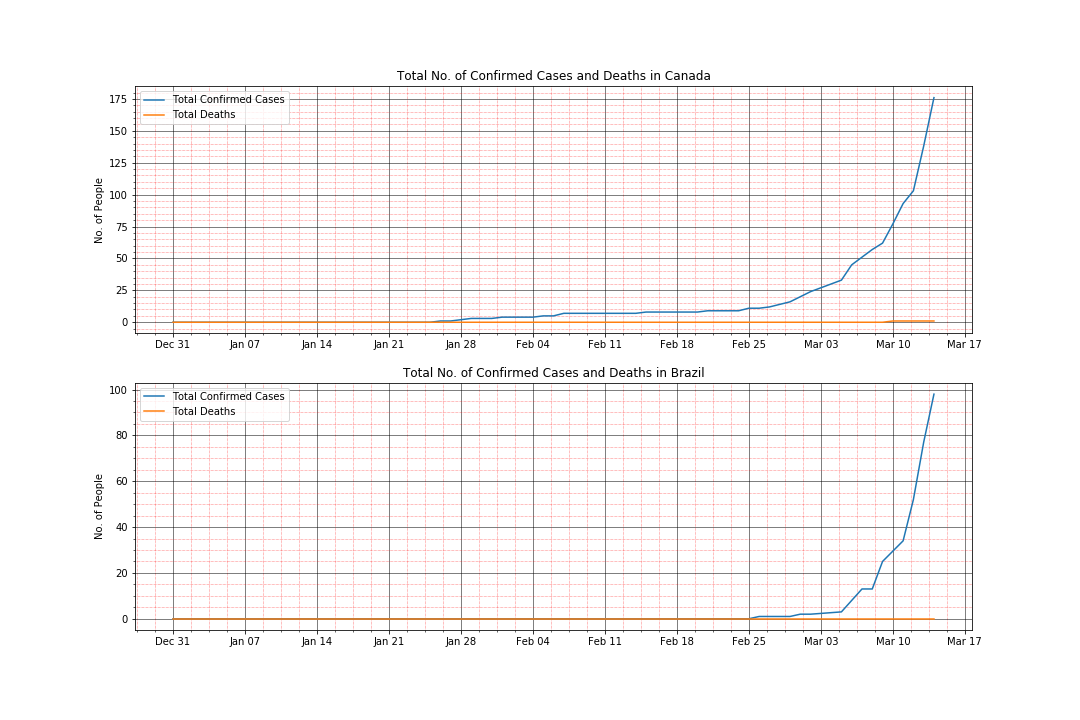 Total No. of Confirmed Cases and Deaths in Canada
Total Confirmed Cases
Total Deaths
No. of People
175
150
125
100
75
50
25
0
Dec 31 Jan 07 Jan 14 Jan 21 Jan 28 Feb 04 Feb 11 Feb 18 Feb 25 Mar 03 Mar 10 Mar 17
Total No. of Confirmed Cases and Deaths in Brazil
Total Confirmed Cases
Total Deaths
No. of People
100
80
60
40
20
0
Dec 31 Jan 07 Jan 14 Jan 21 Jan 28 Feb 04 Feb 11 Feb 18 Feb 25 Mar 03 Mar 10 Mar 17